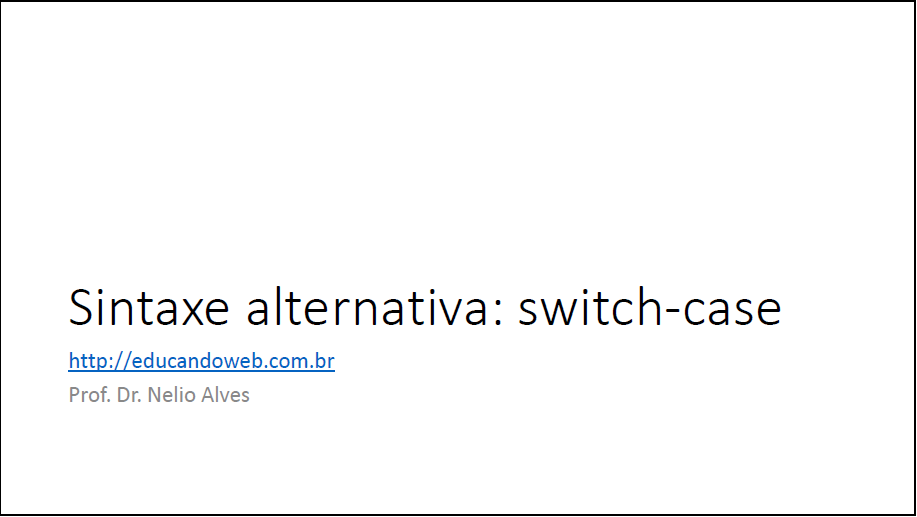 Sintaxe alternativa: switch-case
http://educandoweb.com.br
Prof. Dr. Nelio Alves